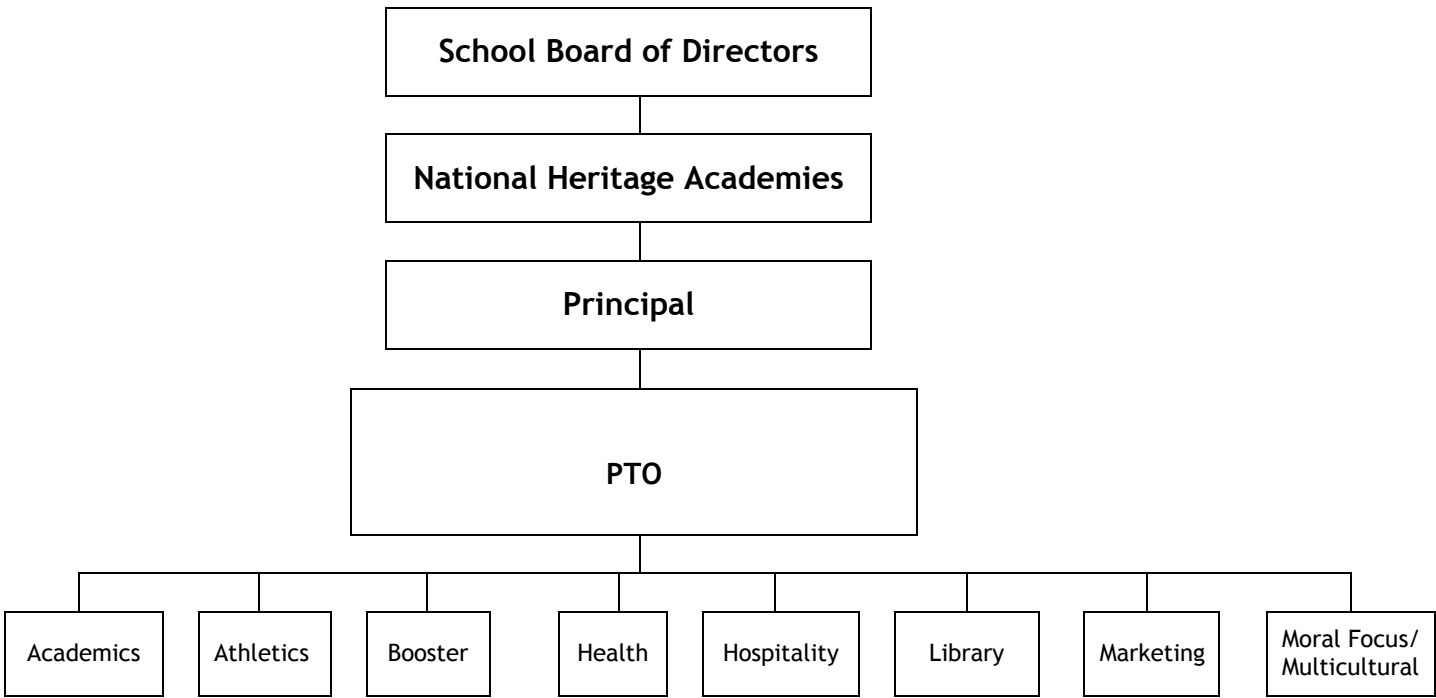 School Board of Directors
National Heritage Academies
Principal
PTO
Academics
Athletics
Booster
Health
Hospitality
Library
Marketing
Moral Focus/
Multicultural